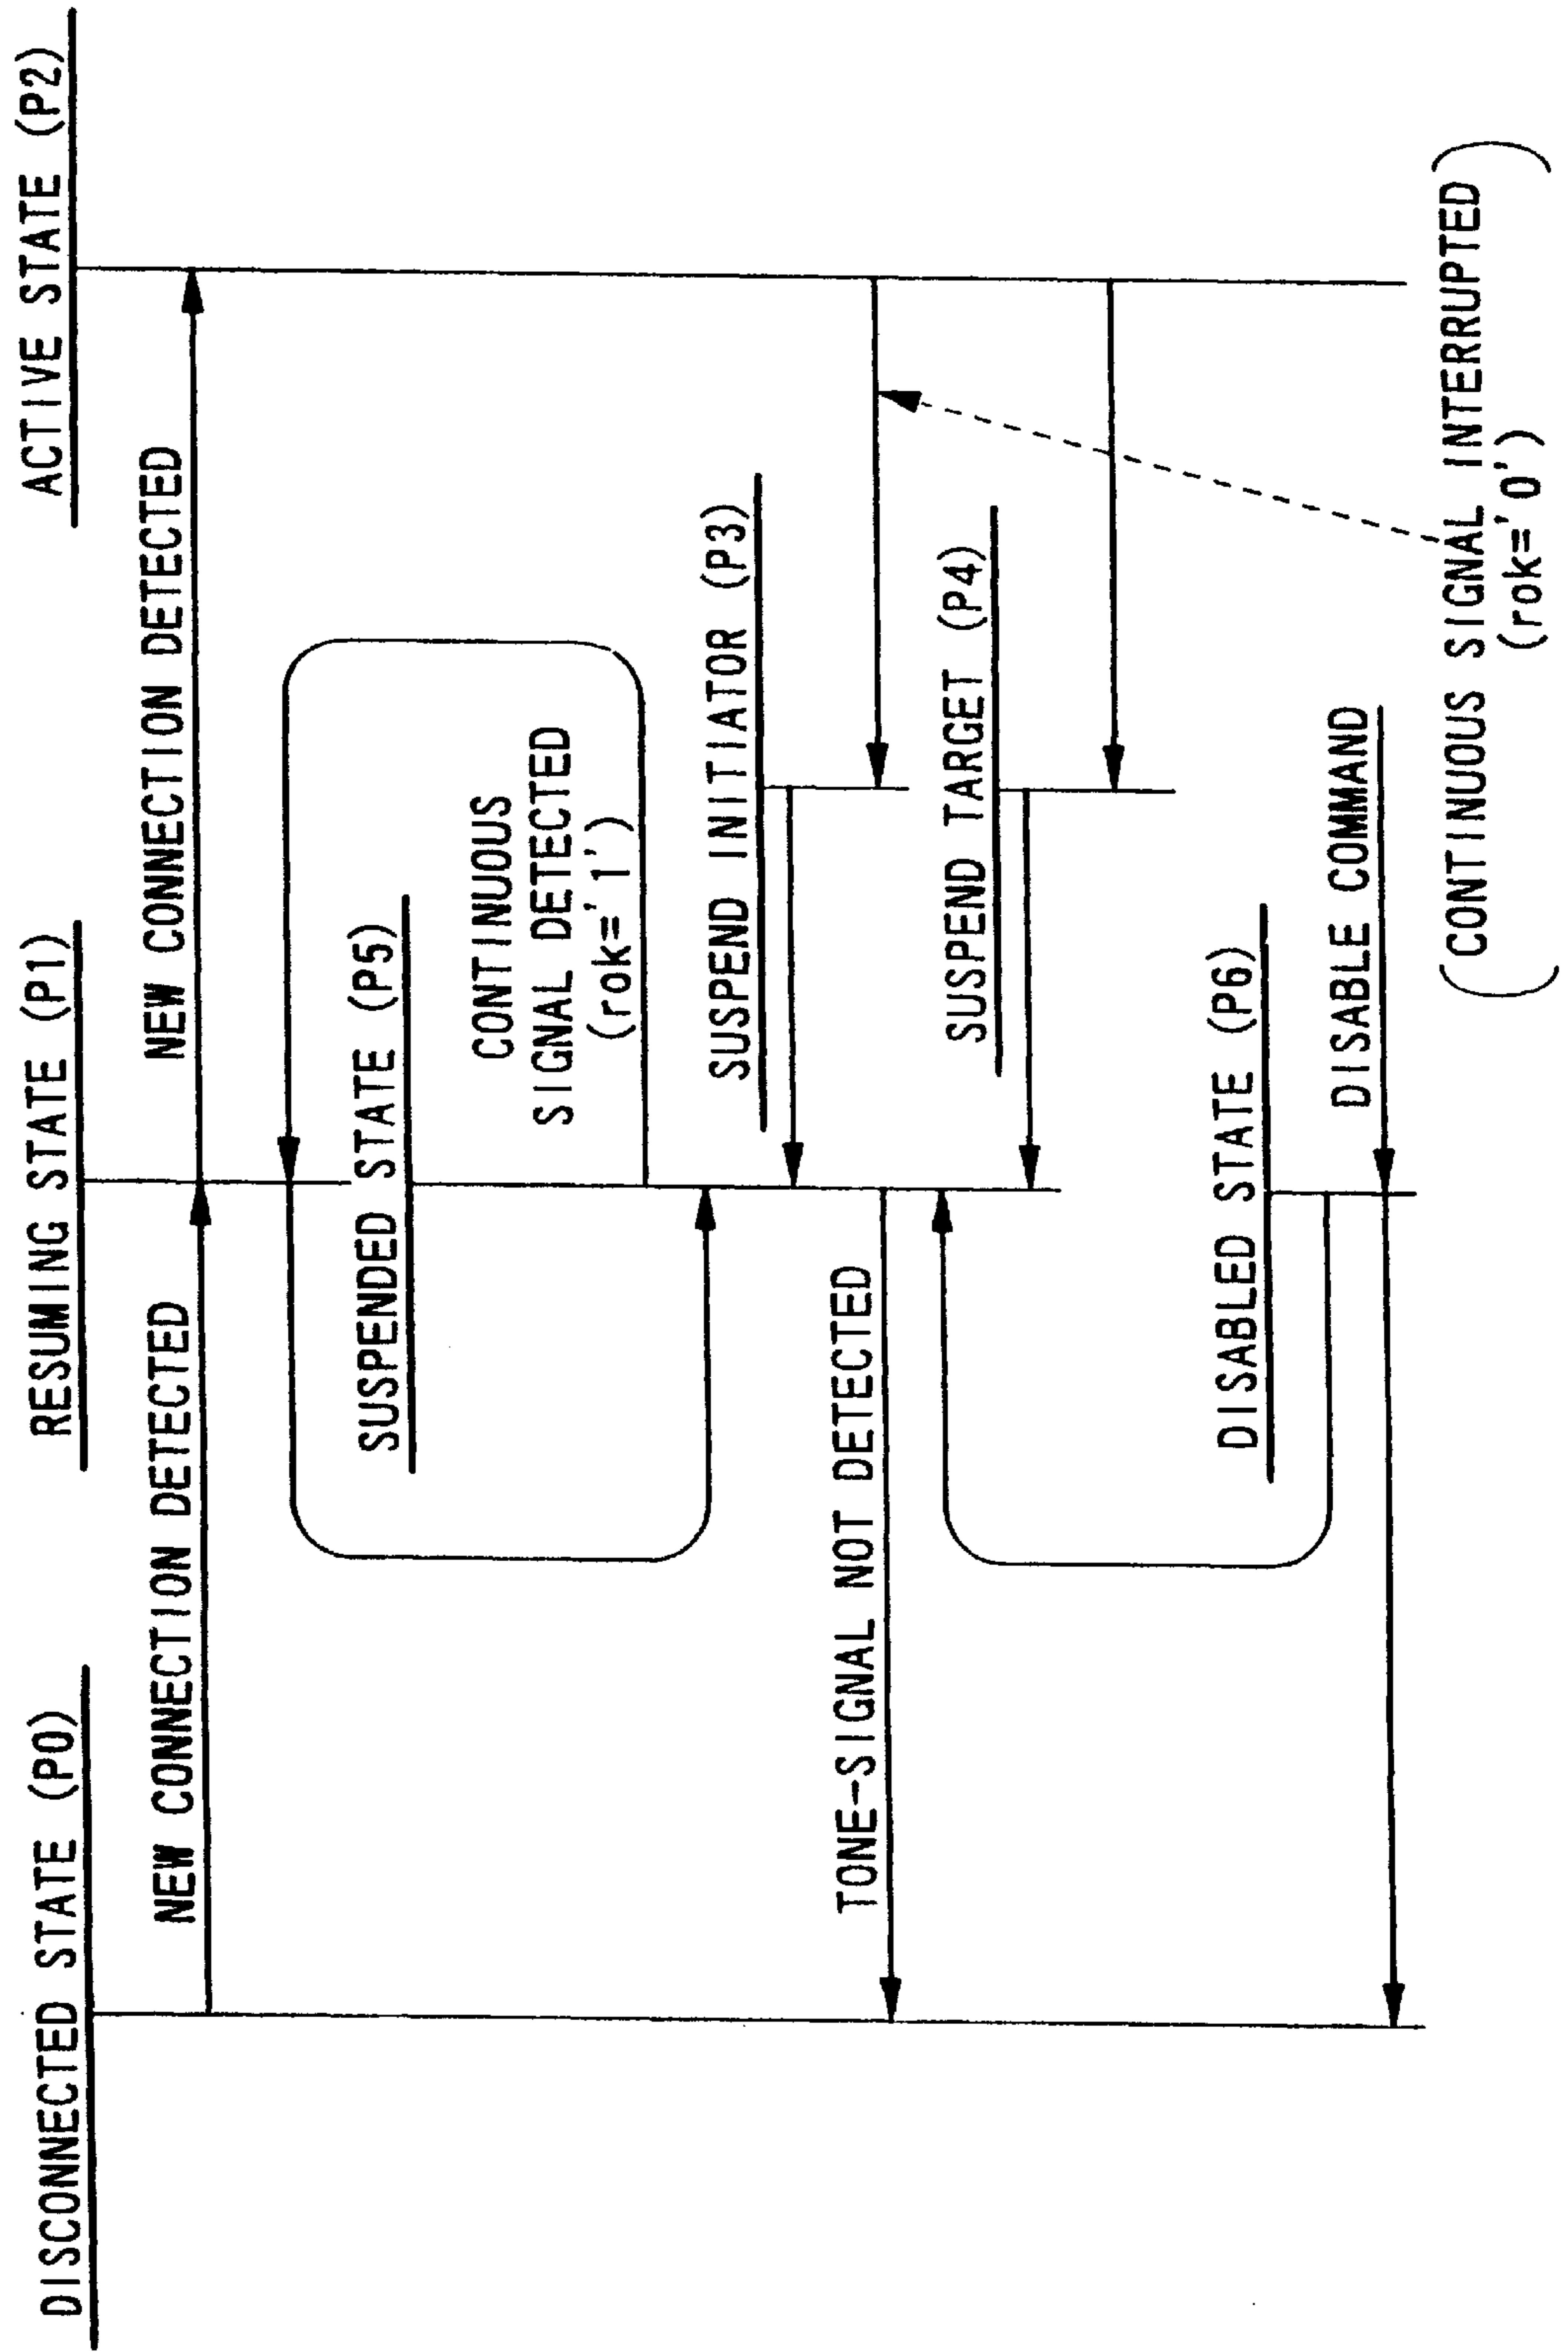 DISCONNECTED STATE (P0)
RESUMING STATE (P1)
ACTIVE STATE (P2)
NEW CONNECTION DETECTED
NEW CONNECTION DETECTED
SUSPENDED STATE (P5)
CONTINUOUS
SIGNAL DETECTED
(rok='1')
SUSPEND INITIATOR (P3)
TONE-SIGNAL NOT DETECTED
SUSPEND TARGET (P4)
DISABLED STATE (P6)
DISABLE COMMAND
(CONTINUOUS SIGNAL INTERRUPTED)
(rok='0')